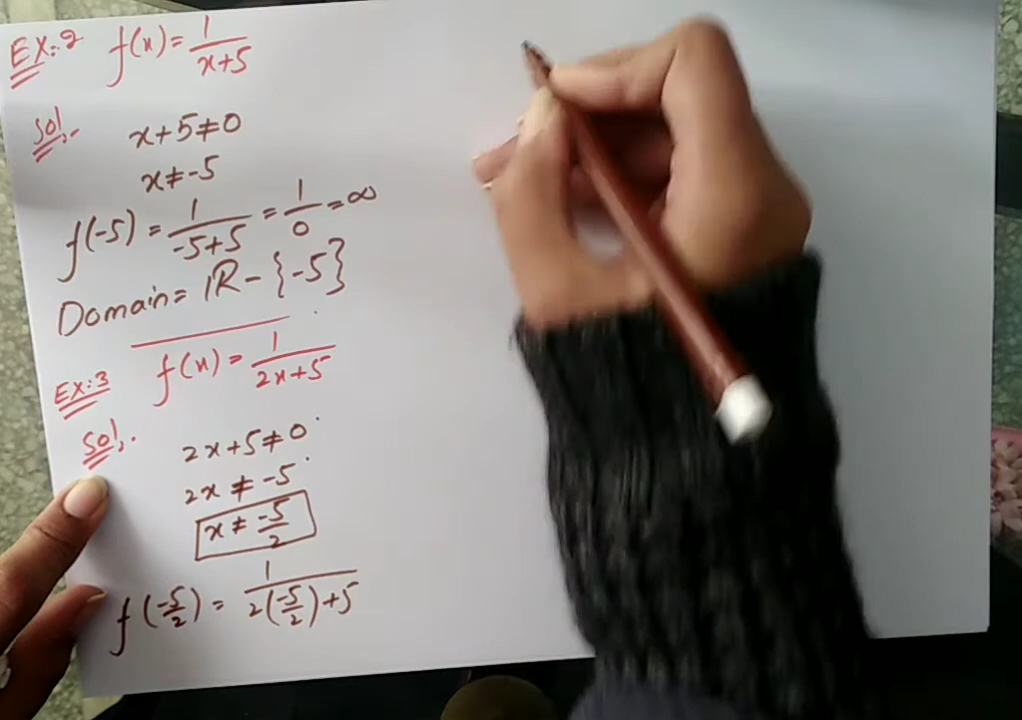 EX:2 f(x) = 1/(x+5)
Sol:-
x+5≠0
x≠-5
f(-5) = 1/(-5+5) = 1/0 = ∞
Domain = IR - {-5}
EX:3 f(x) = 1/(2x+5)
Sol:-
2x+5≠0
2x ≠ -5
x ≠ -5/2
f(-5/2) = 1/(2(-5/2)+5)